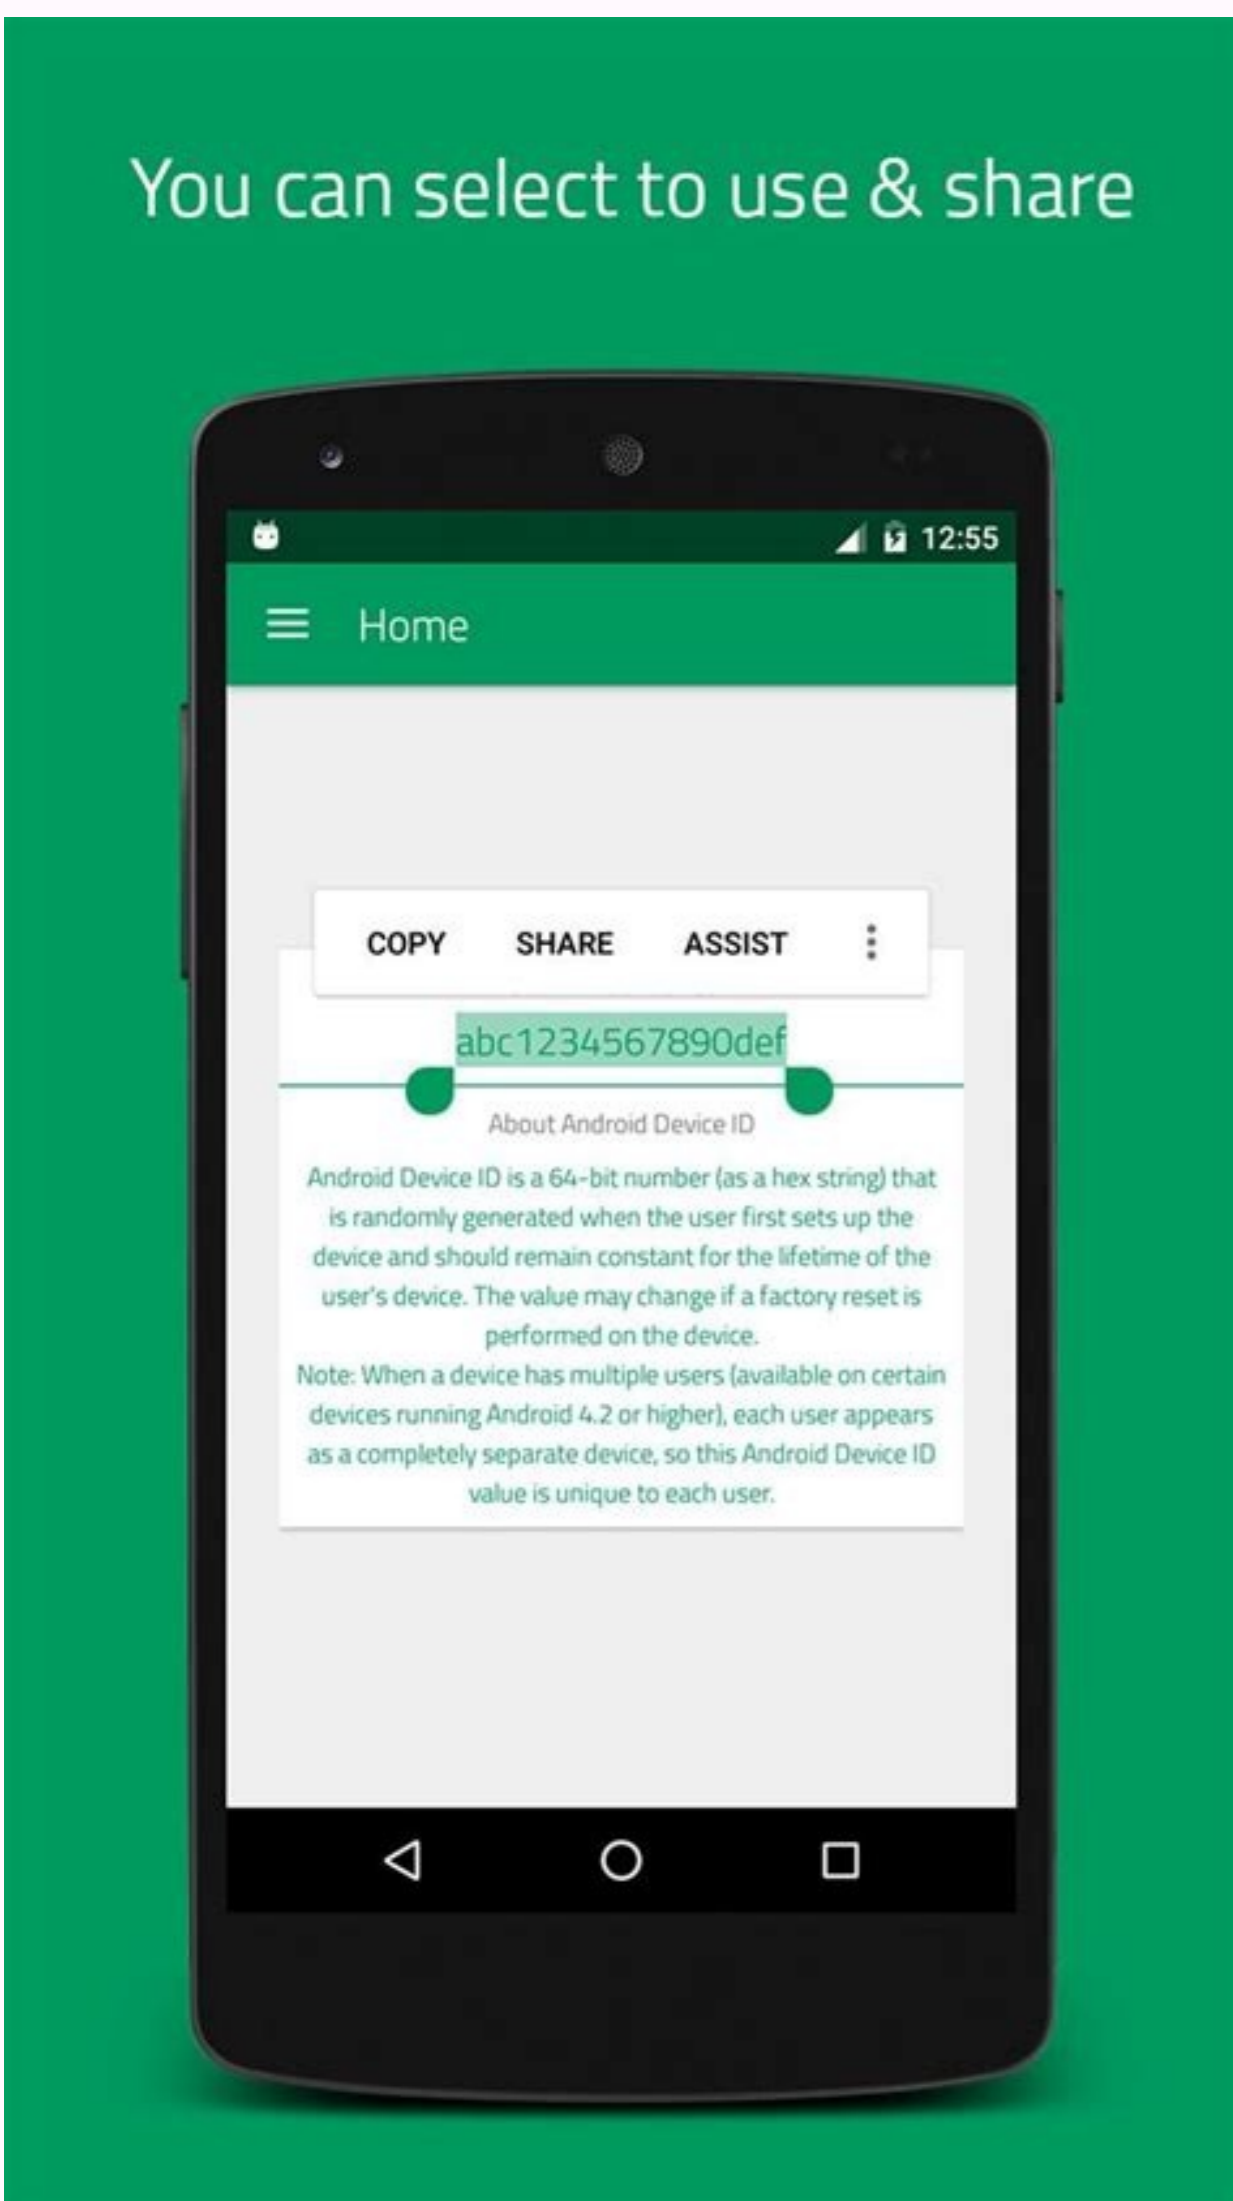 You can select to use & share
12:55
Home
COPY SHARE ASSIST
abc1234567890def
About Android Device ID
Android Device ID is a 64-bit number (as a hex string) that
is randomly generated when the user first sets up the
device and should remain constant for the lifetime of the
user's device. The value may change if a factory reset is
performed on the device.
Note: When a device has multiple users (available on certain
devices running Android 4.2 or higher), each user appears
as a completely separate device, so this Android Device ID
value is unique to each user.